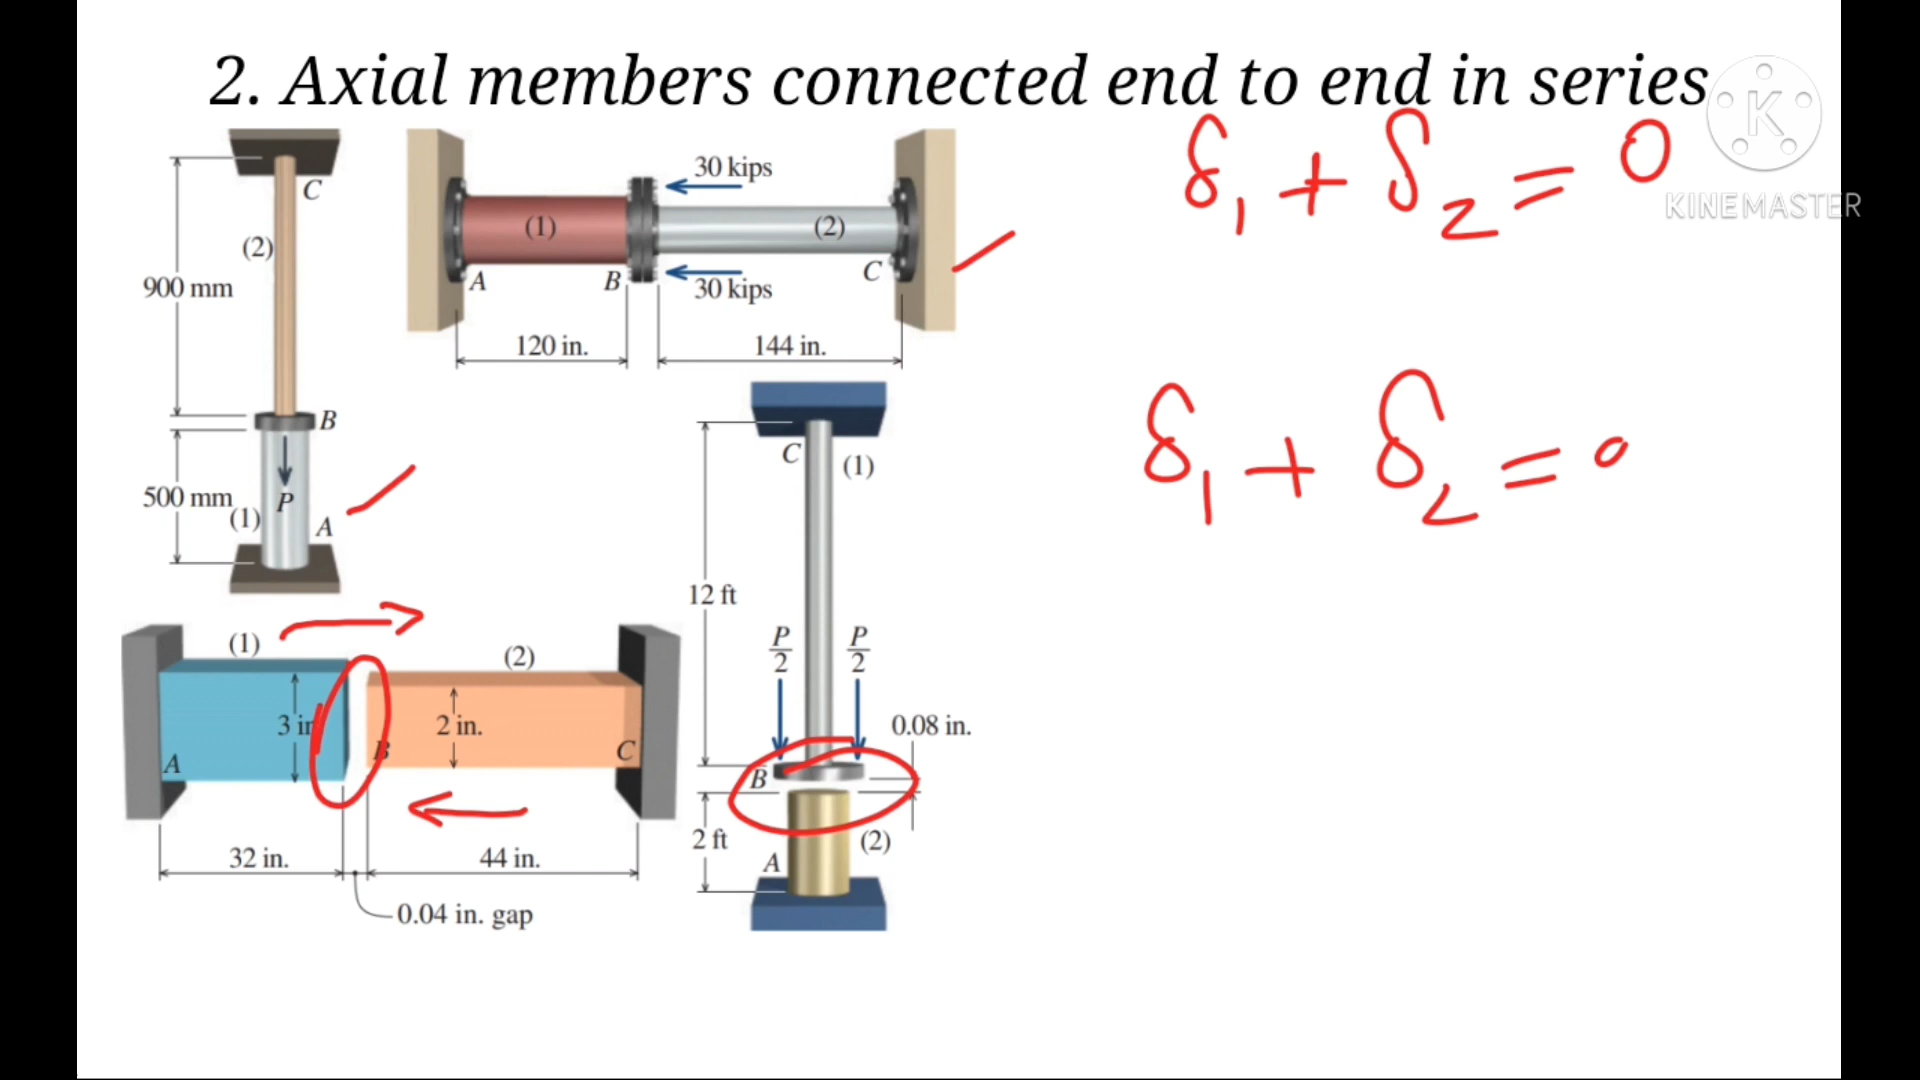 2. Axial members connected end to end in series
K
KINEMASTER
δ₁ + δ₂ = 0
C
(2)
900 mm
B
500 mm
P
(1)
A
30 kips
(1)
(2)
A
B
C
30 kips
120 in.
144 in.
δ₁ + δ₂ = 0
C
(1)
12 ft
P/2
P/2
0.08 in.
B
2 ft
(2)
A
(1)
(2)
3 in
2 in.
A
B
C
32 in.
44 in.
0.04 in. gap